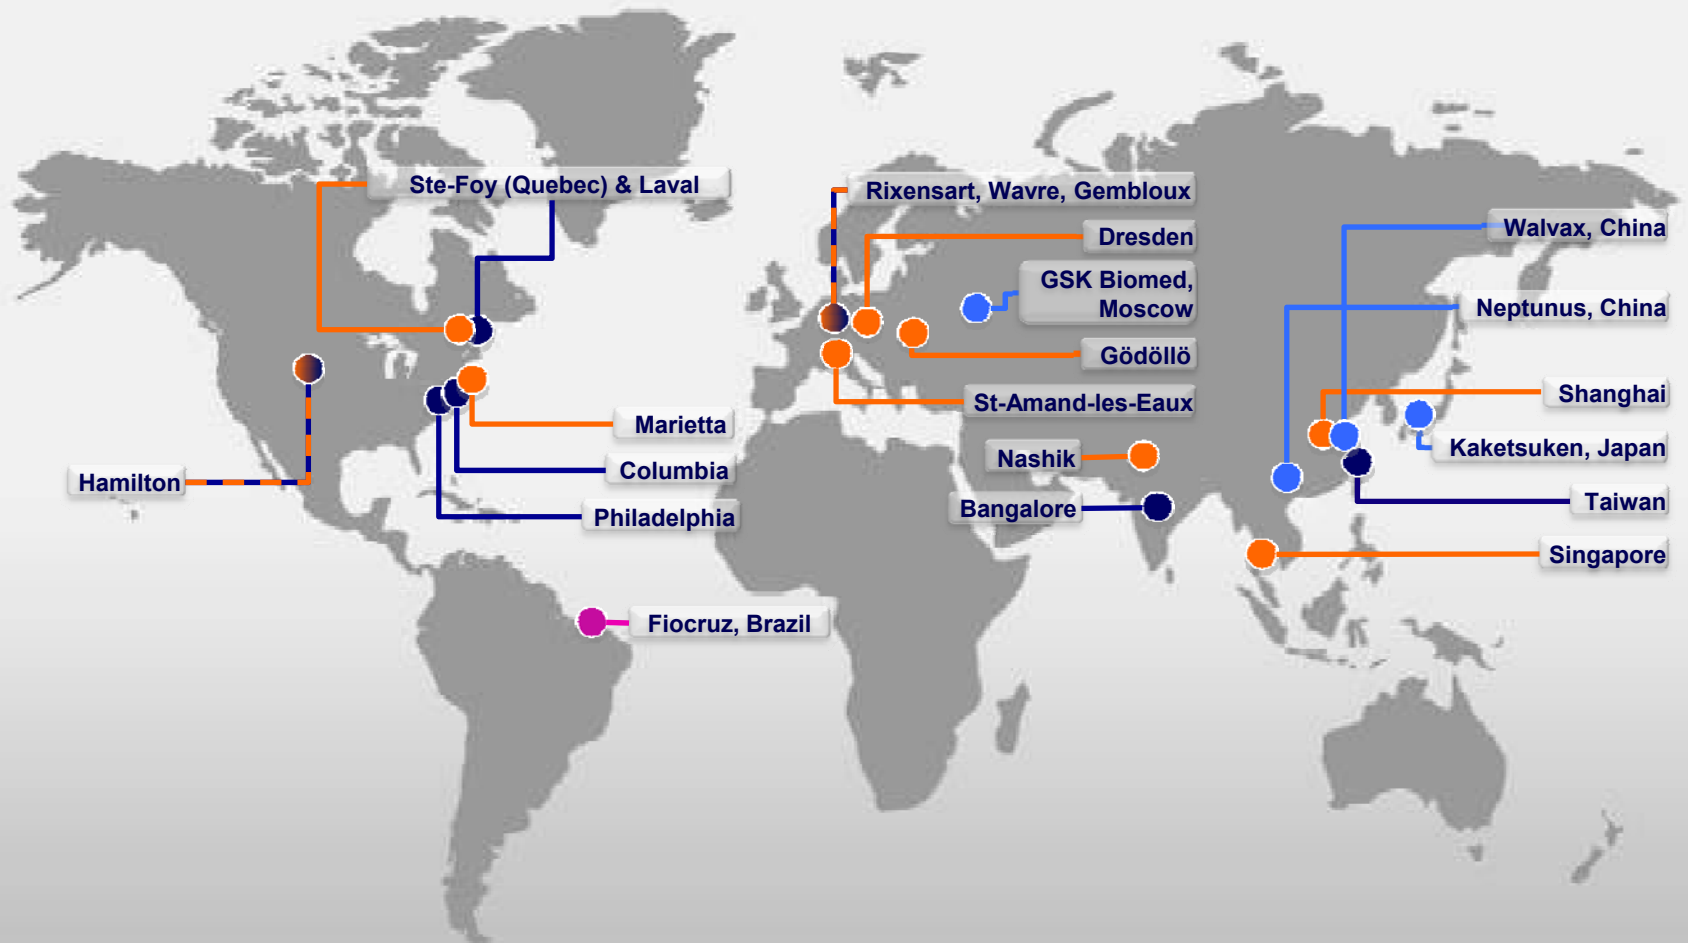 Ste-Foy (Quebec) & Laval
Rixensart, Wavre, Gembloux
Dresden
GSK Biomed,
Moscow
Gödöllö
St-Amand-les-Eaux
Walvax, China
Neptunus, China
Shanghai
Kaketsuken, Japan
Taiwan
Singapore
Nashik
Bangalore
Marietta
Columbia
Philadelphia
Hamilton
Fiocruz, Brazil